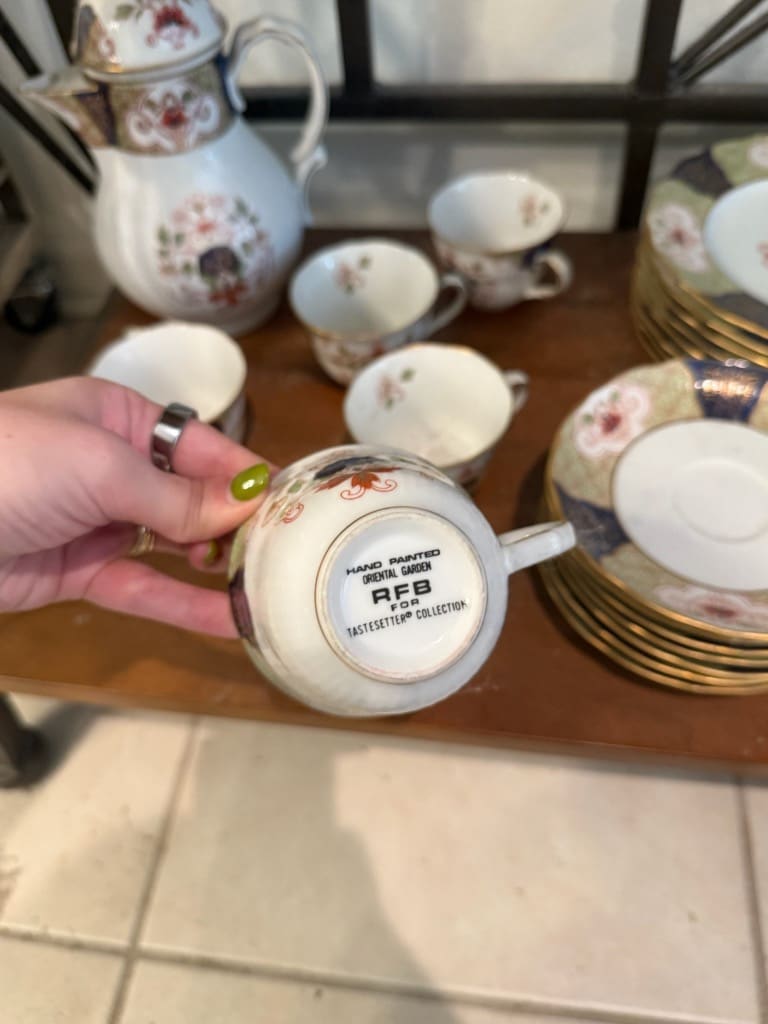 HAND PAINTED
ORIENTAL GARDEN
RFB
FOR
TASTESETTER® COLLECTION